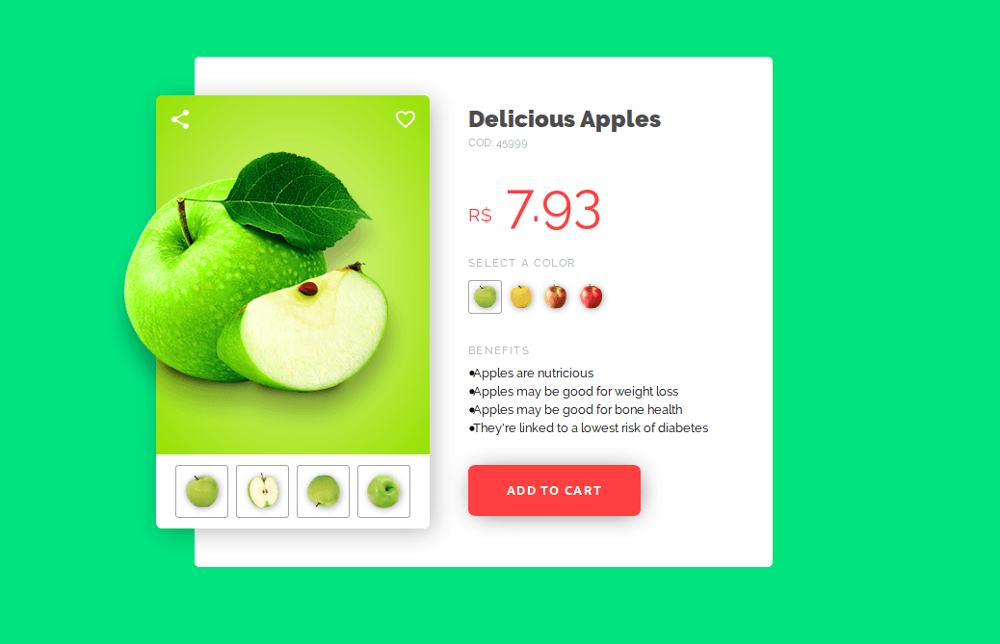 Delicious Apples
COD: 45999
R$ 7.93
SELECT A COLOR
BENEFITS
•Apples are nutricious
•Apples may be good for weight loss
•Apples may be good for bone health
•They're linked to a lowest risk of diabetes
ADD TO CART